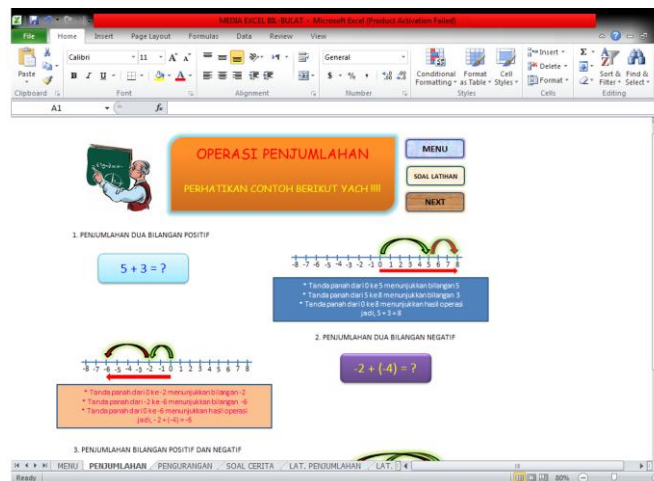 MEDIA EXCEL BIL-BULAT - Microsoft Excel (Product Activation Failed)
File Home Insert Page Layout Formulas Data Review View
Paste
Calibri 11 A A
B I U
General
$ % ,
Conditional Formatting
Format as Table
Cell Styles
Insert
Delete
Format
Sort & Filter
Find & Select
Clipboard Font Alignment Number Styles Cells Editing
A1 fx
OPERASI PENJUMLAHAN
PERHATIKAN CONTOH BERIKUT YACH !!!!
MENU
SOAL LATIHAN
NEXT
1. PENJUMLAHAN DUA BILANGAN POSITIF
5 + 3 = ?
-8 -7 -6 -5 -4 -3 -2 -1 0 1 2 3 4 5 6 7 8
* Tanda panah dari 0 ke 5 menunjukkan bilangan 5
* Tanda panah dari 5 ke 8 menunjukkan bilangan 3
* Tanda panah dari 0 ke 8 menunjukkan hasil operasi
jadi, 5 + 3 = 8
2. PENJUMLAHAN DUA BILANGAN NEGATIF
-2 + (-4) = ?
-8 -7 -6 -5 -4 -3 -2 -1 0 1 2 3 4 5 6 7 8
* Tanda panah dari 0 ke -2 menunjukkan bilangan -2
* Tanda panah dari -2 ke -6 menunjukkan bilangan -6
* Tanda panah dari 0 ke -6 menunjukkan hasil operasi
jadi, -2 + (-4) = -6
3. PENJUMLAHAN BILANGAN POSITIF DAN NEGATIF
MENU PENJUMLAHAN PENGURANGAN SOAL CERITA LAT. PENJUMLAHAN LAT.
Ready 80%